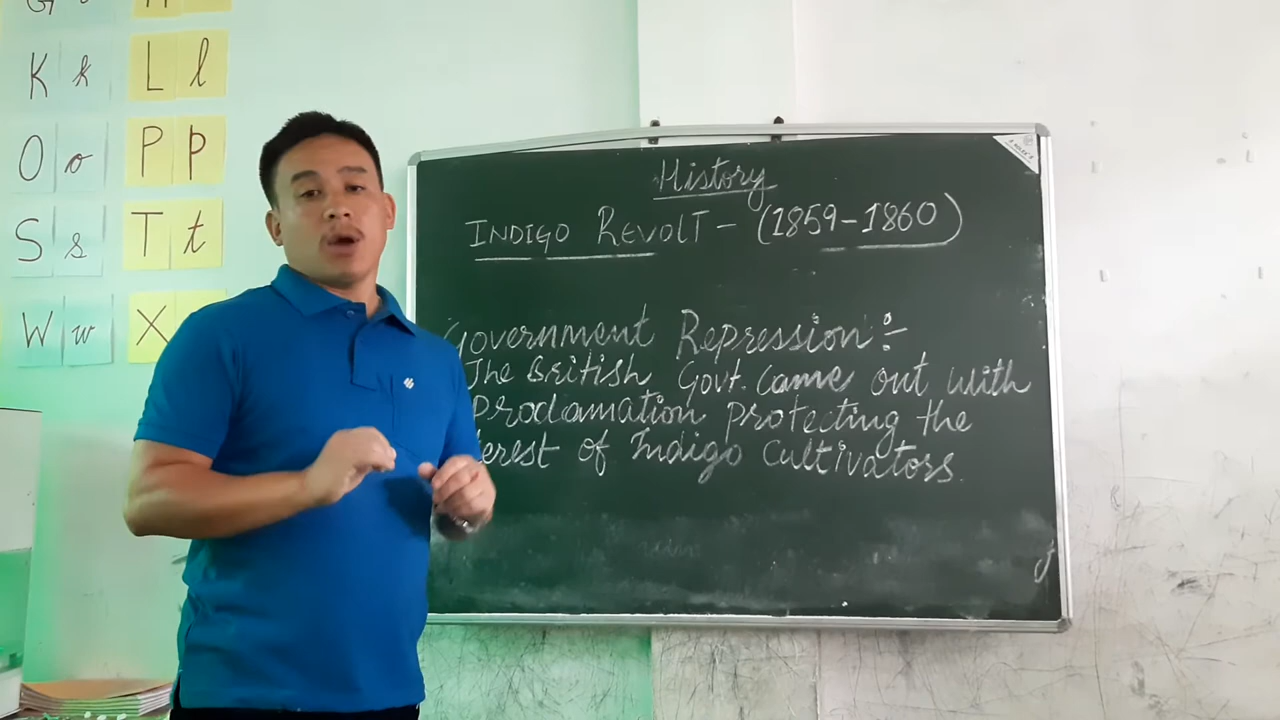 K k L l
O o P p
S s T t
W w X
History
INDIGO REVOLT - (1859-1860)
Government Repression :-
The British Govt. came out with
Proclamation protecting the
terest of Indigo Cultivators.